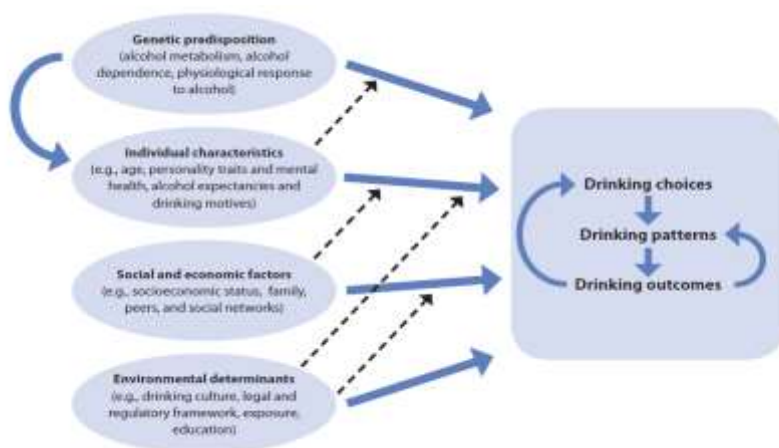 Genetic predisposition
(alcohol metabolism, alcohol
dependence, physiological response
to alcohol)
Individual characteristics
(e.g., age, personality traits and mental
health, alcohol expectancies and
drinking motives)
Social and economic factors
(e.g., socioeconomic status, family,
peers, and social networks)
Environmental determinants
(e.g., drinking culture, legal and
regulatory framework, exposure,
education)
Drinking choices
Drinking patterns
Drinking outcomes